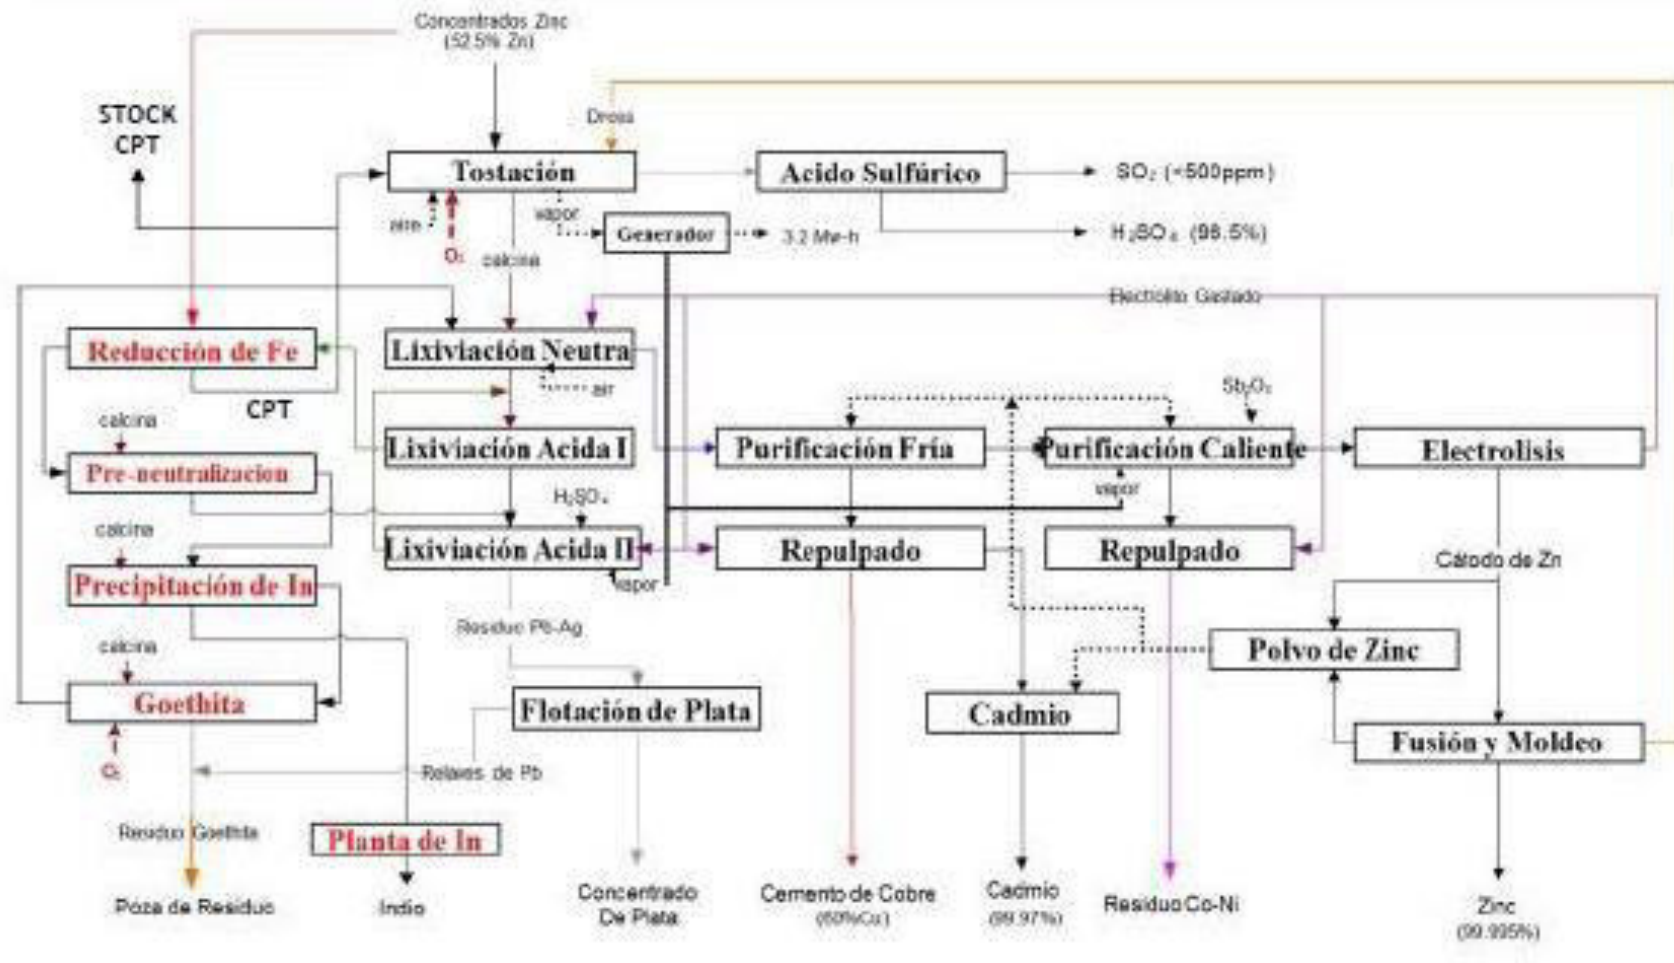 Concentrados Zinc
(52.5% Zn)
STOCK
CPT
Dross
Tostación
Acido Sulfúrico
SO₂ (<500ppm)
aire
O₂
vapor
calcina
Generador
3.2 Mw-h
H₂SO₄ (98.5%)
Electrolito Gastado
Reducción de Fe
Lixiviación Neutra
air
CPT
Sb₂O₃
calcina
Lixiviación Acida I
Purificación Fría
Purificación Caliente
Electrolisis
Pre-neutralizacion
vapor
H₂SO₄
calcina
Lixiviación Acida II
Repulpado
Repulpado
Cátodo de Zn
Precipitación de In
vapor
Residuo Pb-Ag
calcina
Polvo de Zinc
Goethita
Flotación de Plata
Cadmio
Fusión y Moldeo
O₂
Relaves de Pb
Residuo Goethita
Planta de In
Poza de Residuo
Indio
Concentrado
De Plata
Cemento de Cobre
(60%Cu)
Cadmio
(99.97%)
Residuo Co-Ni
Zinc
(99.995%)